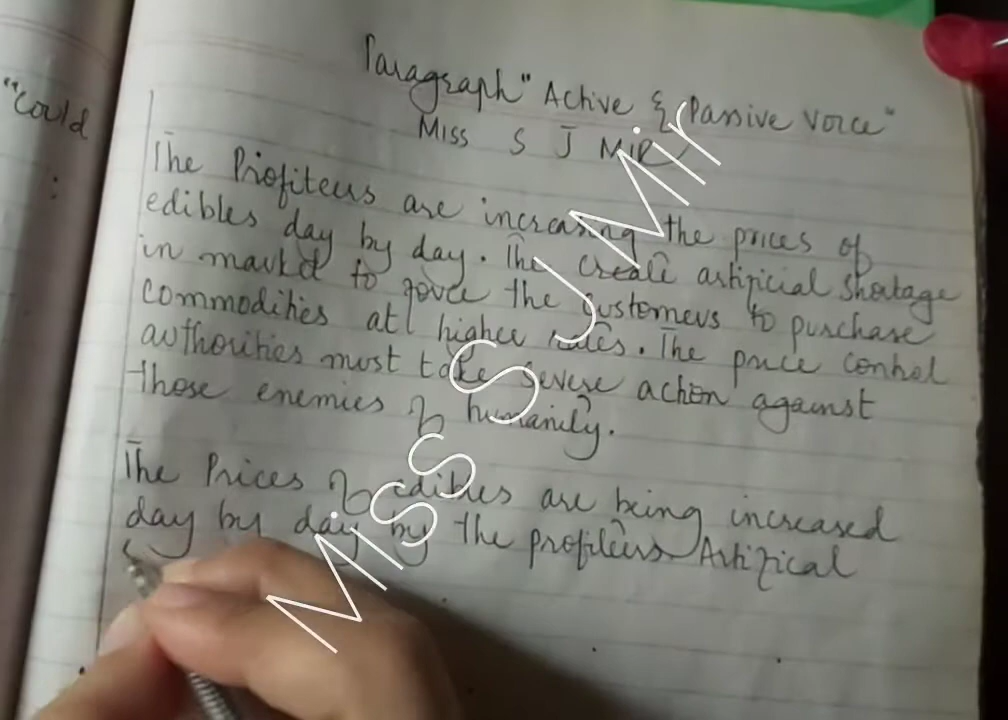 "Could
Paragraph "Active & Passive Voice"
Miss S J MIR
The Profiteurs are increasing the prices of
edibles day by day. The create artificial shortage
in market to force the customers to purchase
commodities at higher rates. The price control
authorities must take severe action against
those enemies of humanity.
The Prices of edibles are being increased
day by day by the profiteurs Artifical
Miss S J Mir